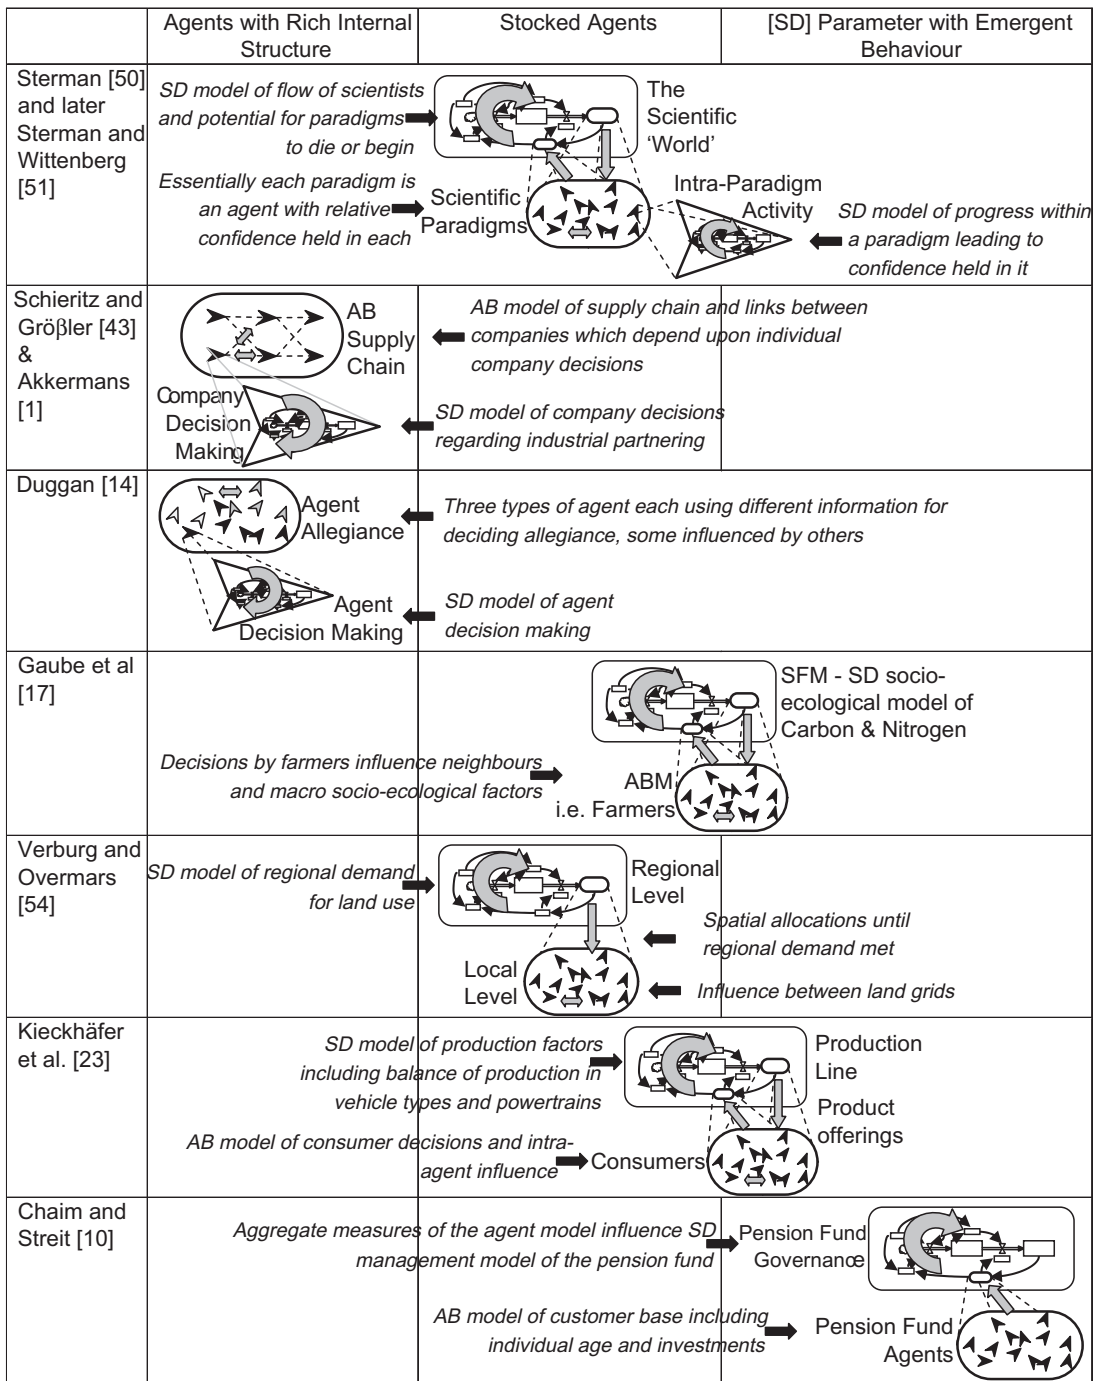 Agents with Rich Internal
Structure
Stocked Agents
[SD] Parameter with Emergent
Behaviour
Sterman [50]
and later
Sterman and
Wittenberg
[51]
SD model of flow of scientists
and potential for paradigms
to die or begin
Essentially each paradigm is
an agent with relative
confidence held in each
The
Scientific
‘World’
Scientific
Paradigms
Intra-Paradigm
Activity
SD model of progress within
a paradigm leading to
confidence held in it
Schieritz and
Größler [43]
&
Akkermans
[1]
AB
Supply
Chain
Company
Decision
Making
AB model of supply chain and links between
companies which depend upon individual
company decisions
SD model of company decisions
regarding industrial partnering
Duggan [14]
Agent
Allegiance
Three types of agent each using different information for
deciding allegiance, some influenced by others
Agent
Decision Making
SD model of agent
decision making
Gaube et al
[17]
SFM - SD socio-
ecological model of
Carbon & Nitrogen
Decisions by farmers influence neighbours
and macro socio-ecological factors
ABM
i.e. Farmers
Verburg and
Overmars
[54]
SD model of regional demand
for land use
Regional
Level
Spatial allocations until
regional demand met
Local
Level
Influence between land grids
Kieckhäfer
et al. [23]
SD model of production factors
including balance of production in
vehicle types and powertrains
Production
Line
Product
offerings
AB model of consumer decisions and intra-
agent influence
Consumers
Chaim and
Streit [10]
Aggregate measures of the agent model influence SD
management model of the pension fund
Pension Fund
Governance
AB model of customer base including
individual age and investments
Pension Fund
Agents